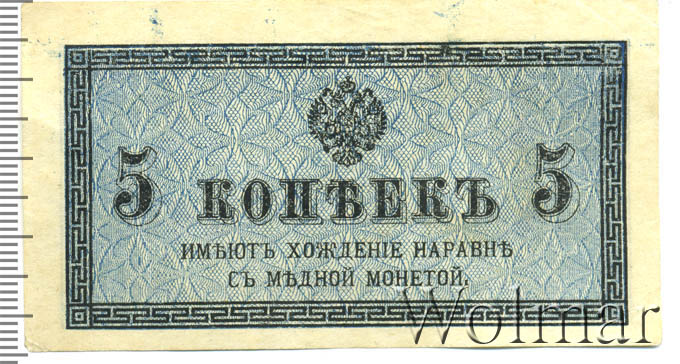 5 КОПѢЕКЪ 5
ИМѢЮТЪ ХОЖДЕНІЕ НАРАВНѢ
СЪ МѢДНОЙ МОНЕТОЙ.
Wolmar